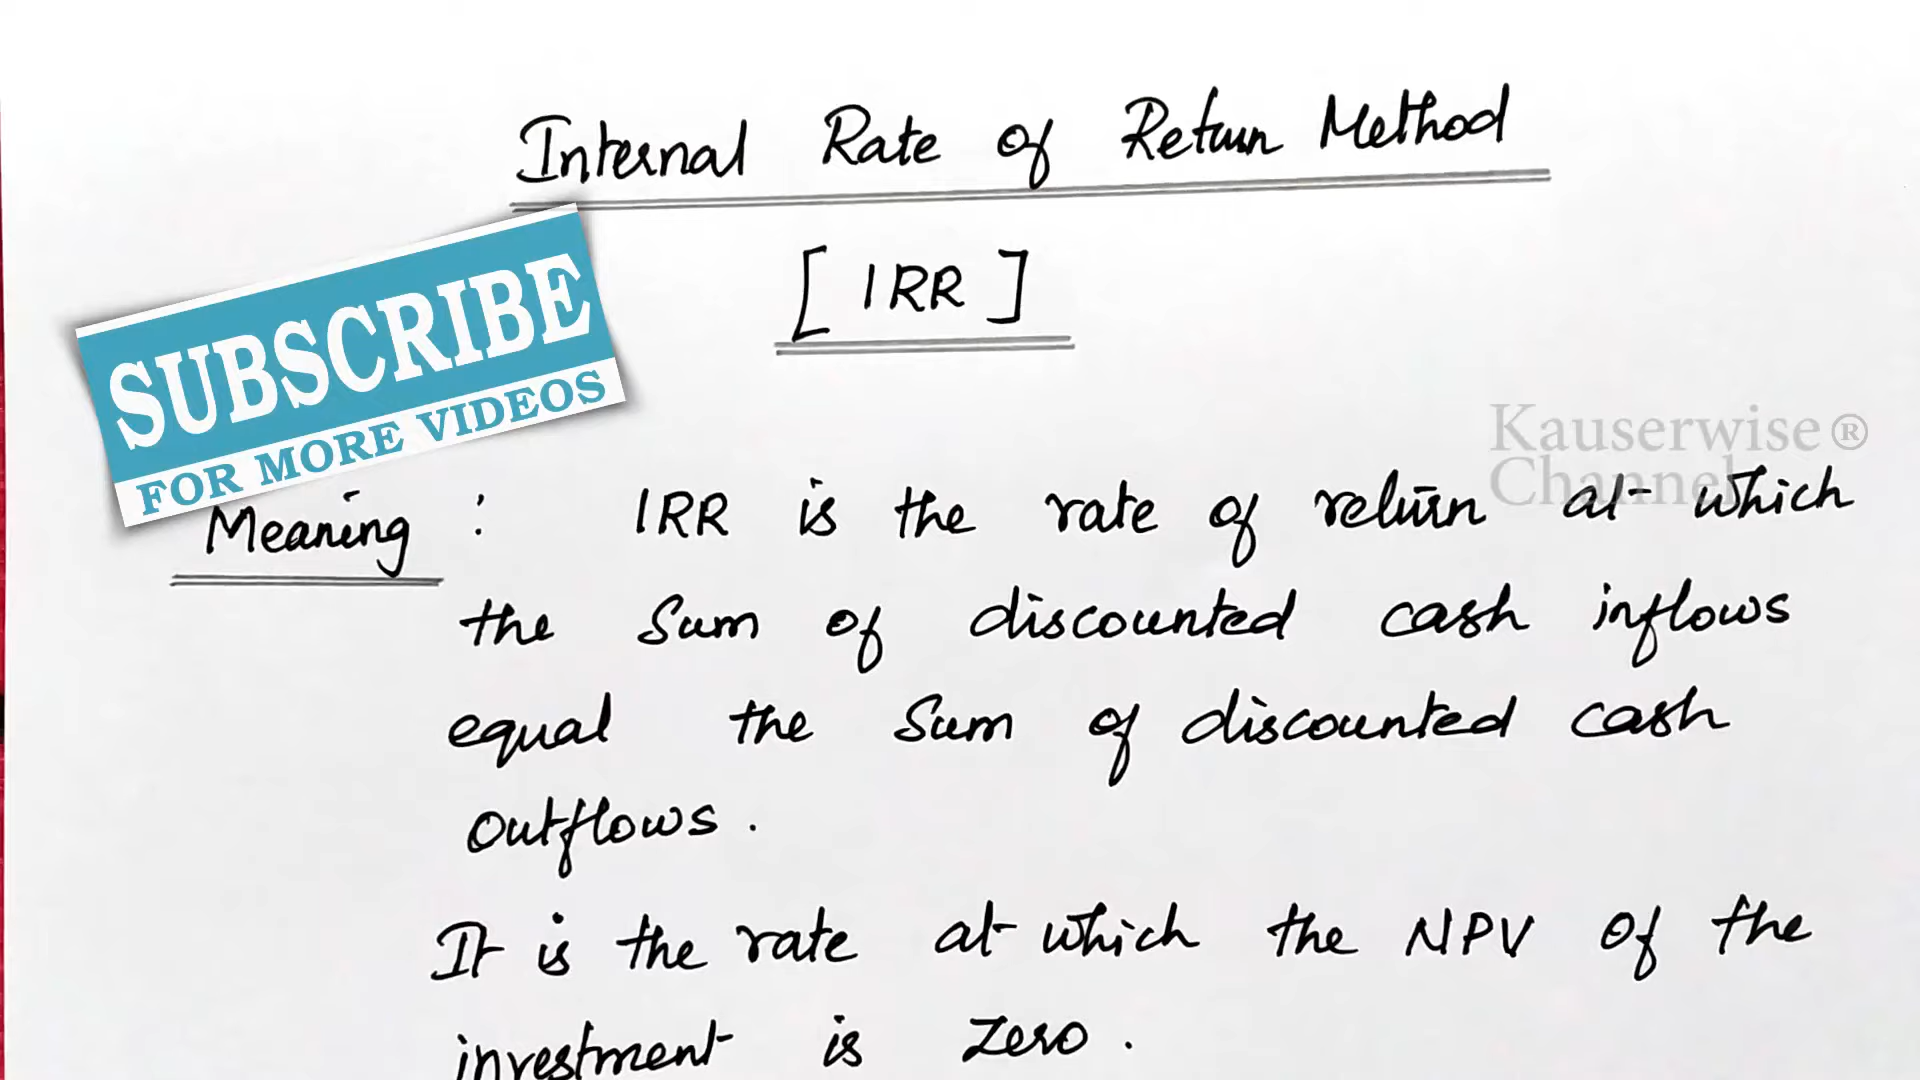 Internal Rate of Return Method
[IRR]
SUBSCRIBE
FOR MORE VIDEOS
Kauserwise®
Channel
Meaning : IRR is the rate of return at which
the Sum of discounted cash inflows
equal the Sum of discounted cash
outflows.
It is the rate at which the NPV of the
investment is Zero.